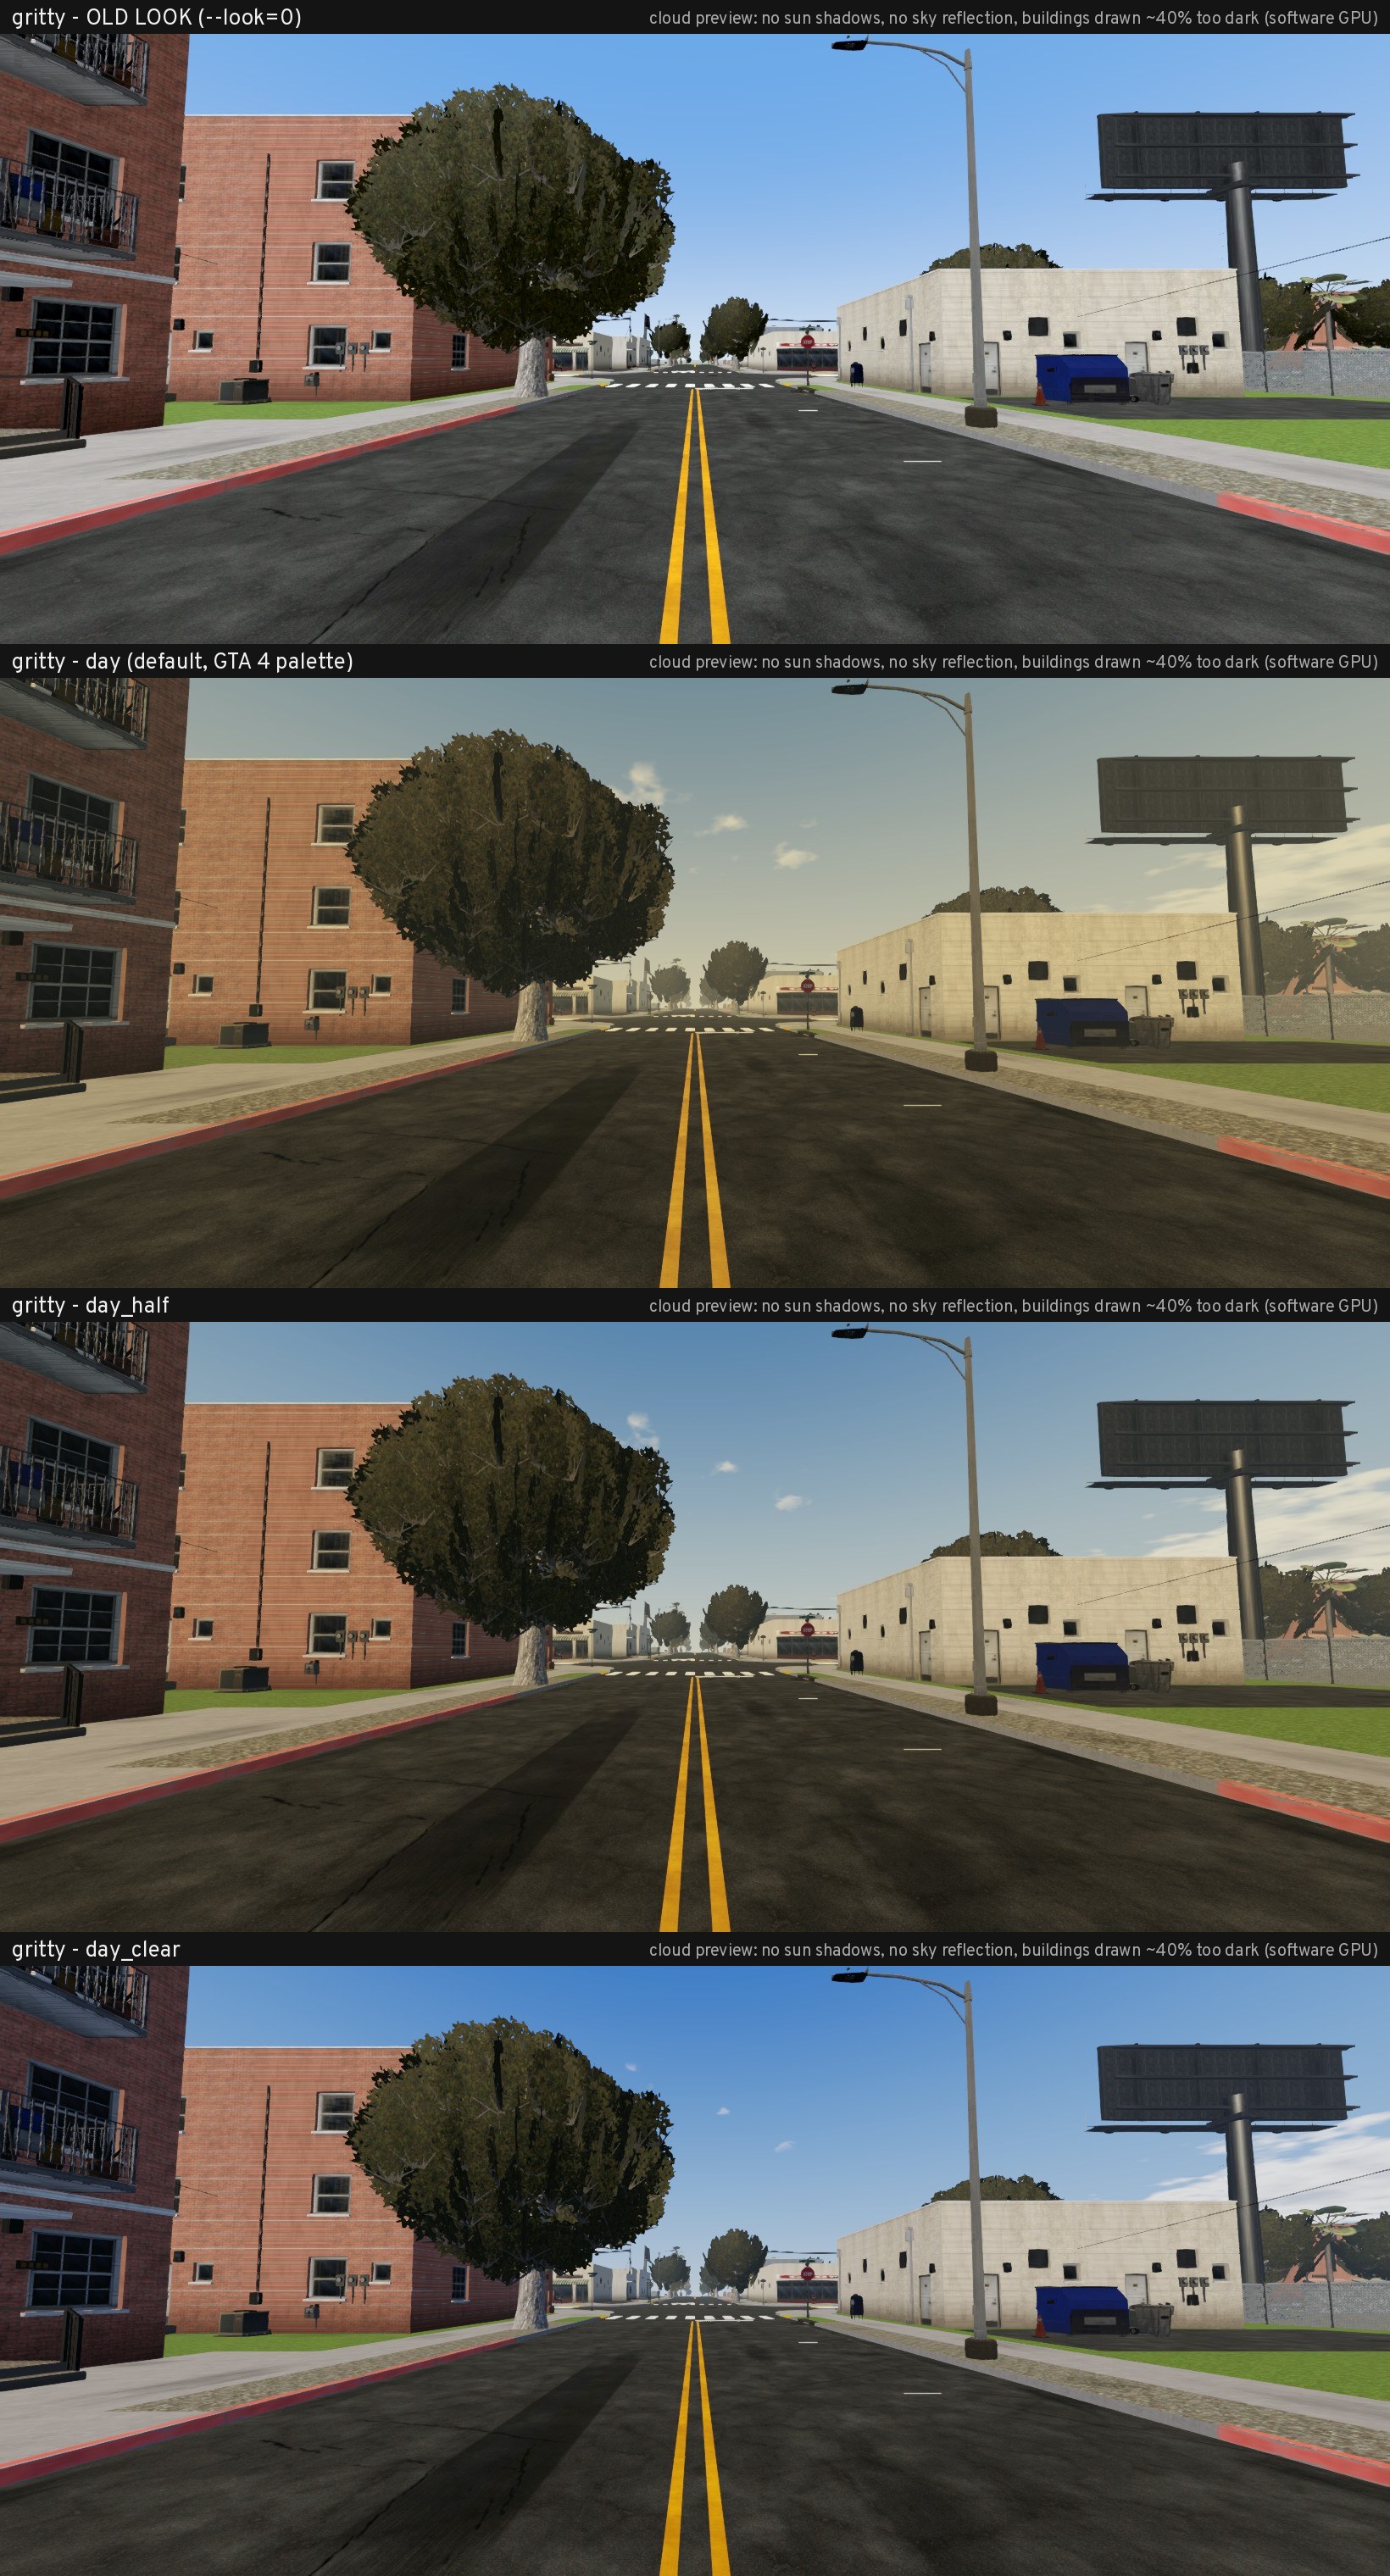 gritty - OLD LOOK (--look=0)
cloud preview: no sun shadows, no sky reflection, buildings drawn ~40% too dark (software GPU)
gritty - day (default, GTA 4 palette)
cloud preview: no sun shadows, no sky reflection, buildings drawn ~40% too dark (software GPU)
gritty - day_half
cloud preview: no sun shadows, no sky reflection, buildings drawn ~40% too dark (software GPU)
gritty - day_clear
cloud preview: no sun shadows, no sky reflection, buildings drawn ~40% too dark (software GPU)